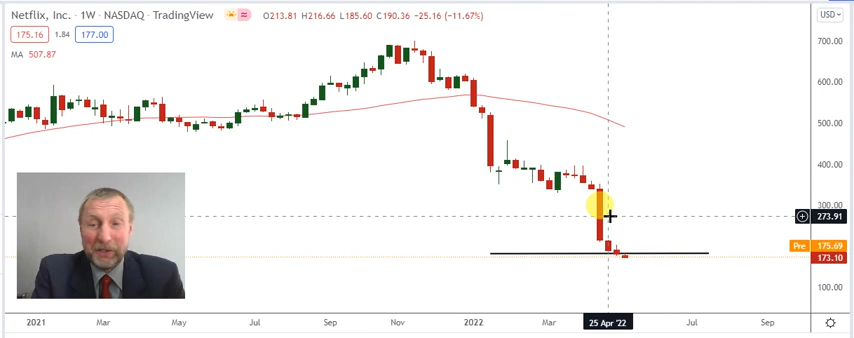 Netflix, Inc. · 1W · NASDAQ · TradingView O213.81 H216.66 L185.60 C190.36 −25.16 (−11.67%)
USD
175.16 1.84 177.00
MA 507.87
700.00
600.00
500.00
400.00
300.00
273.91
Pre 175.69
173.10
100.00
2021 Mar May Jul Sep Nov 2022 Mar 25 Apr '22 Jul Sep